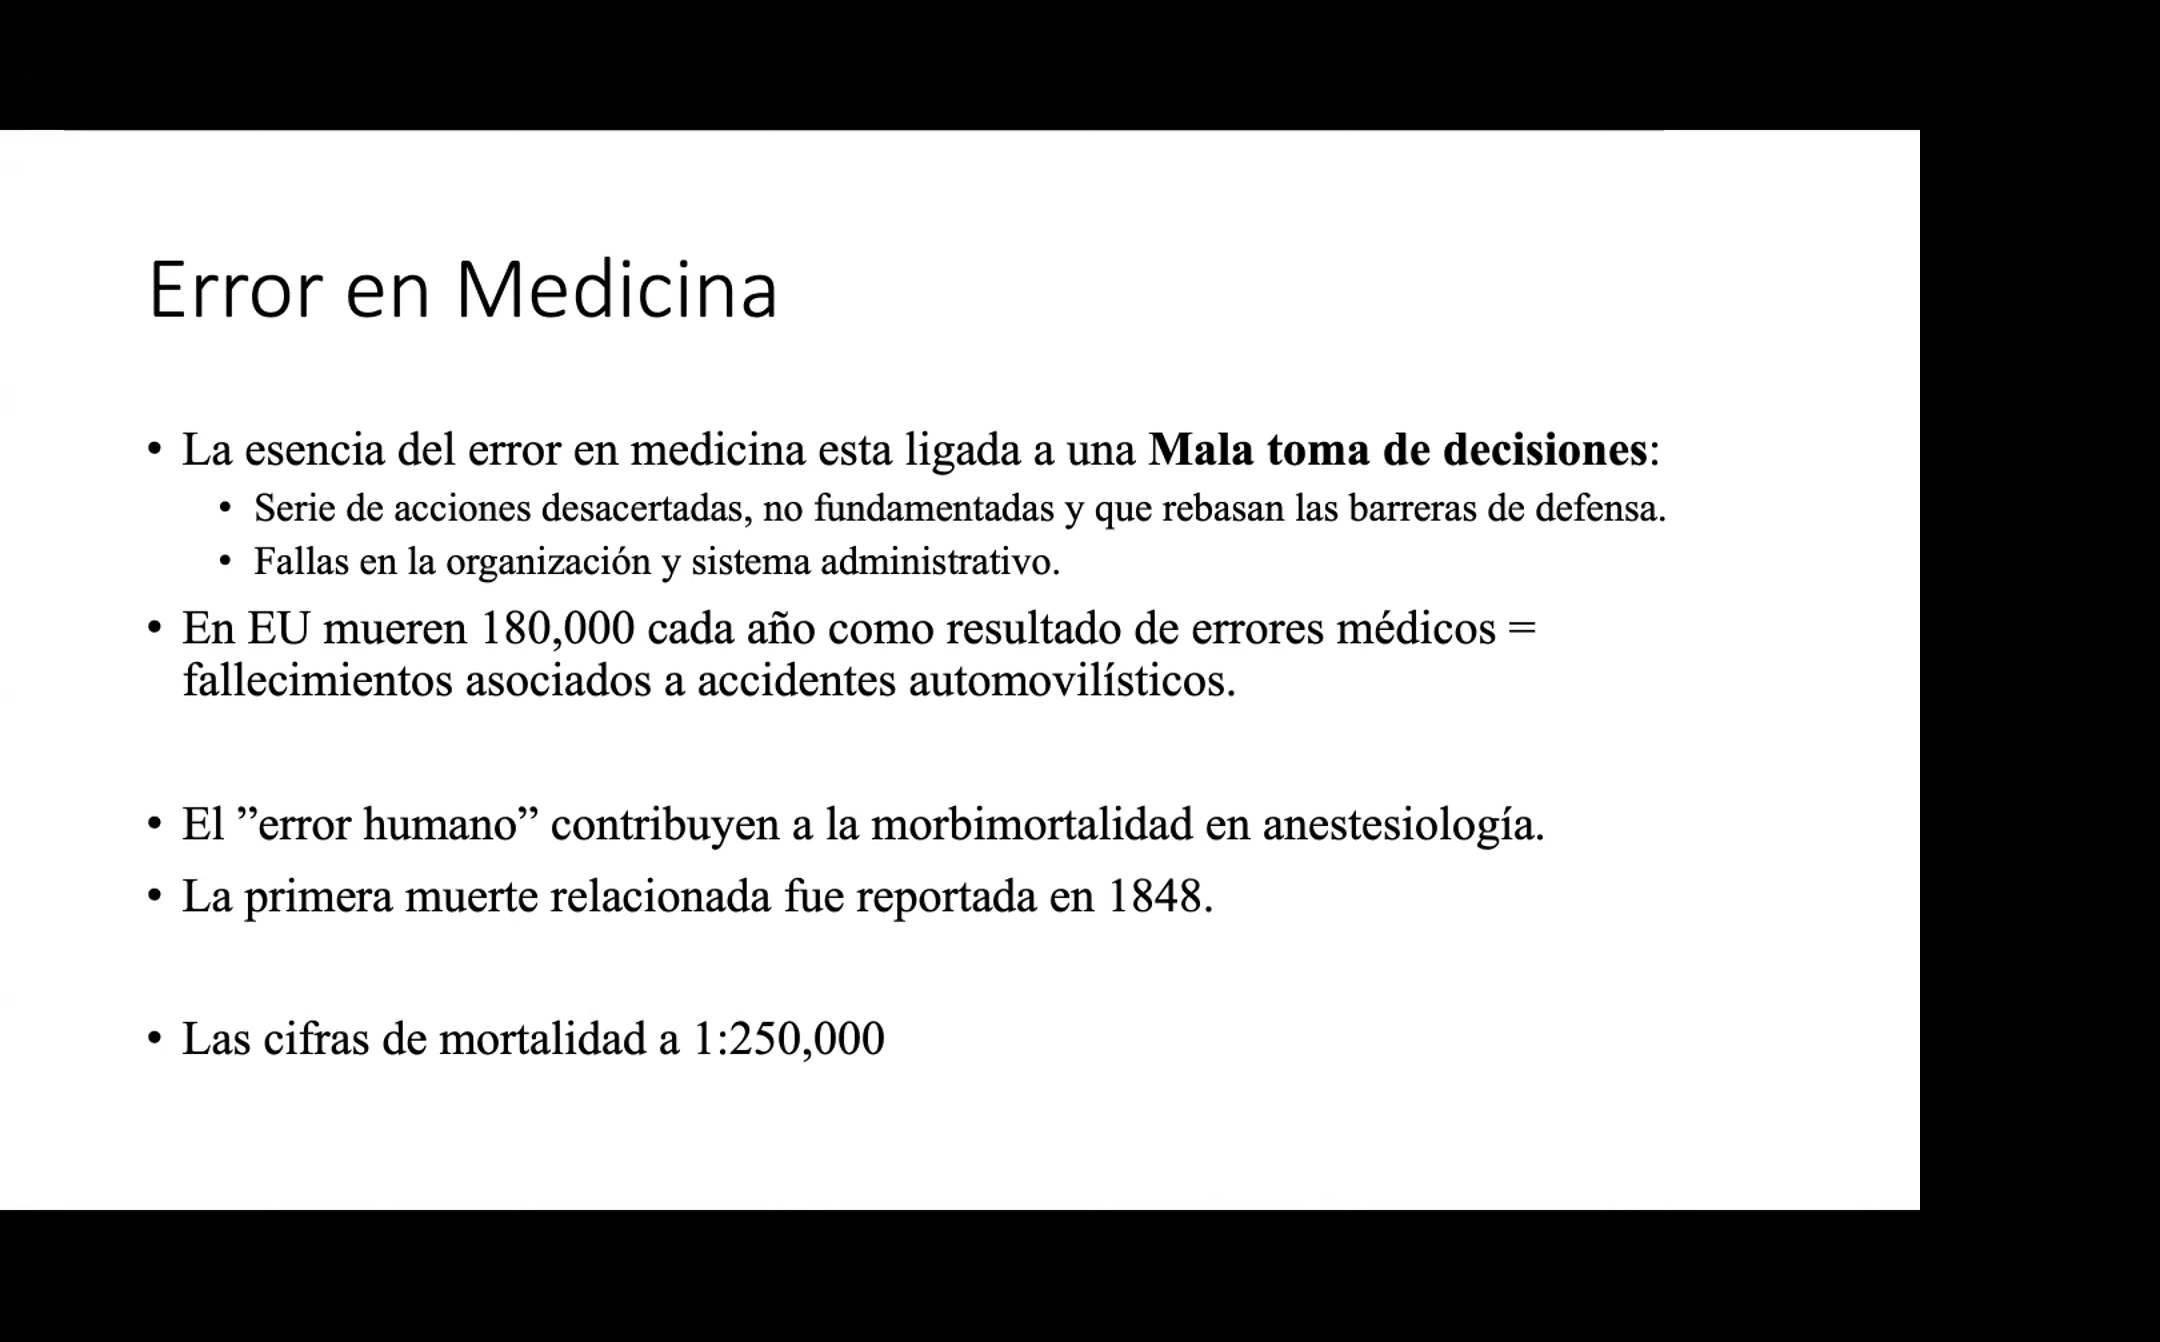 Error en Medicina
• La esencia del error en medicina esta ligada a una Mala toma de decisiones:
• Serie de acciones desacertadas, no fundamentadas y que rebasan las barreras de defensa.
• Fallas en la organización y sistema administrativo.
• En EU mueren 180,000 cada año como resultado de errores médicos =
fallecimientos asociados a accidentes automovilísticos.
• El ”error humano” contribuyen a la morbimortalidad en anestesiología.
• La primera muerte relacionada fue reportada en 1848.
• Las cifras de mortalidad a 1:250,000